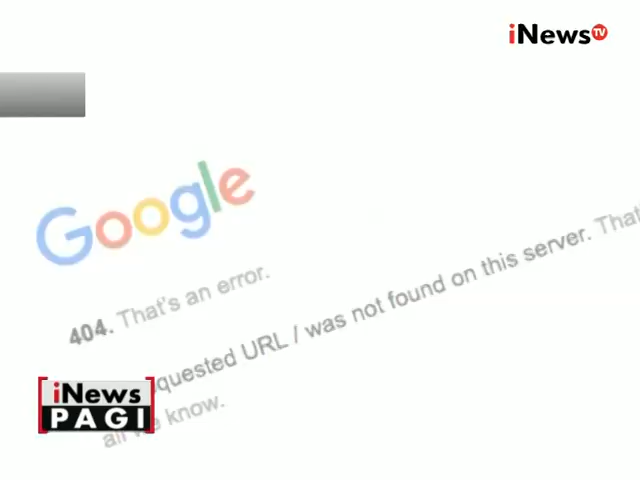 iNews TV
Google
404. That's an error.
quested URL / was not found on this server. That'
iNews
PAGI
all we know.